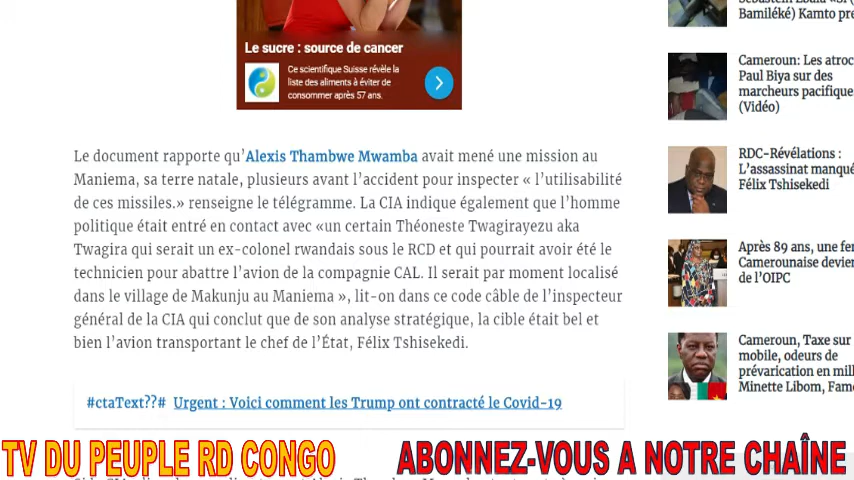 Le sucre : source de cancer
Ce scientifique Suisse révèle la
liste des aliments à éviter de
consommer après 57 ans.
Le document rapporte qu'Alexis Thambwe Mwamba avait mené une mission au
Maniema, sa terre natale, plusieurs avant l'accident pour inspecter « l'utilisabilité
de ces missiles.» renseigne le télégramme. La CIA indique également que l'homme
politique était entré en contact avec «un certain Théoneste Twagirayezu aka
Twagira qui serait un ex-colonel rwandais sous le RCD et qui pourrait avoir été le
technicien pour abattre l'avion de la compagnie CAL. Il serait par moment localisé
dans le village de Makunju au Maniema », lit-on dans ce code câble de l'inspecteur
général de la CIA qui conclut que de son analyse stratégique, la cible était bel et
bien l'avion transportant le chef de l'État, Félix Tshisekedi.
#ctaText??# Urgent : Voici comment les Trump ont contracté le Covid-19
Bamiléké) Kamto pre
Cameroun: Les atroc
Paul Biya sur des
marcheurs pacifique
(Vidéo)
RDC-Révélations :
L'assassinat manqué
Félix Tshisekedi
Après 89 ans, une fe
Camerounaise devien
de l'OIPC
Cameroun, Taxe sur
mobile, odeurs de
prévarication en mill
Minette Libom, Fame
TV DU PEUPLE RD CONGO
ABONNEZ-VOUS A NOTRE CHAÎNE